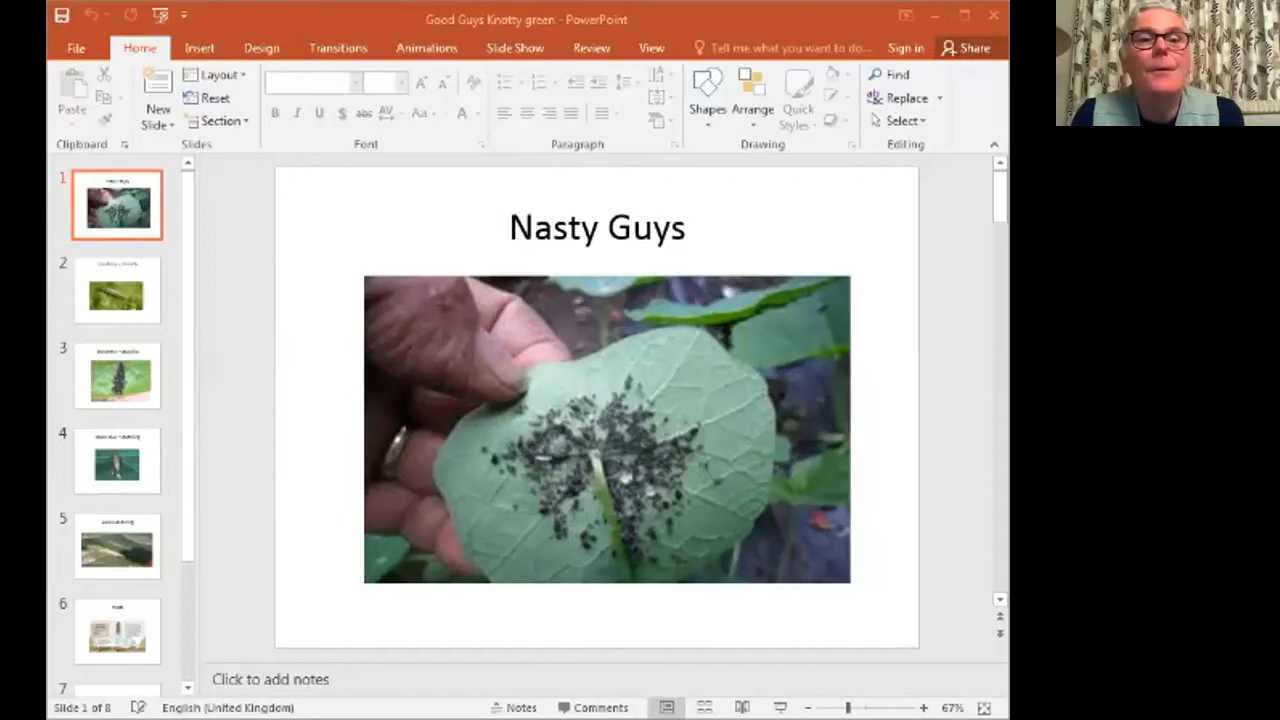 Good Guys Knotty green - PowerPoint
File Home Insert Design Transitions Animations Slide Show Review View Tell me what you want to do... Sign in Share
Paste
New
Slide
Layout
Reset
Section
B I U S abc AV Aa A
Shapes Arrange Quick
Styles
Find
Replace
Select
Clipboard Slides Font Paragraph Drawing Editing
1
2
3
4
5
6
7
Nasty Guys
Click to add notes
Slide 1 of 8 English (United Kingdom) Notes Comments 67%